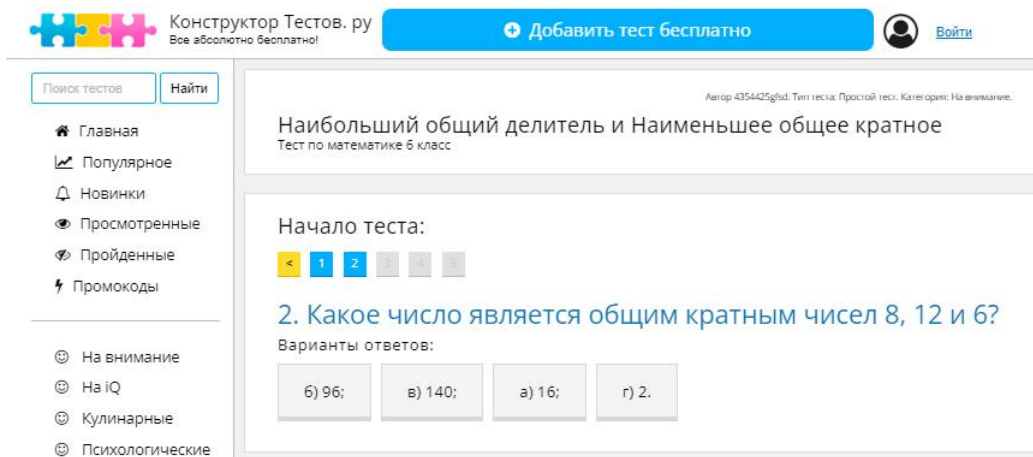 Конструктор Тестов. ру
Все абсолютно бесплатно!
Добавить тест бесплатно
Войти
Поиск тестов
Найти
Главная
Популярное
Новинки
Просмотренные
Пройденные
Промокоды
На внимание
На iQ
Кулинарные
Психологические
Автор 4354425gfsd. Тип теста: Простой тест. Категория: На внимание.
Наибольший общий делитель и Наименьшее общее кратное
Тест по математике 6 класс
Начало теста:
< 1 2 3 4 5
2. Какое число является общим кратным чисел 8, 12 и 6?
Варианты ответов:
б) 96; в) 140; а) 16; г) 2.